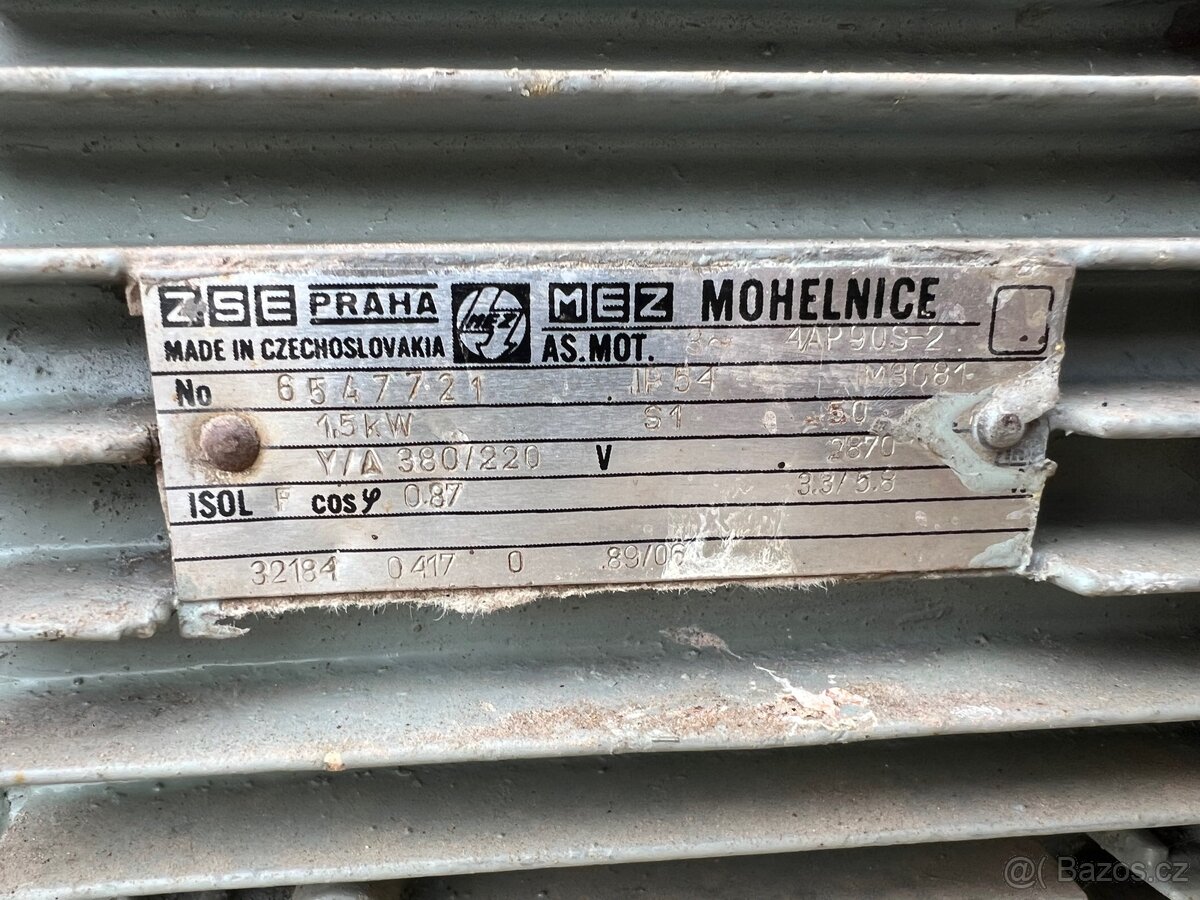 ZSE PRAHA MEZ MEZ MOHELNICE
MADE IN CZECHOSLOVAKIA AS. MOT. 4AP90S-2
No 6547721 IP54 IM3081
1,5kW S1 50
Y/Δ 380/220 V 2870
ISOL F cosφ 0.87 3.3/5.8
32184 0417 0 .89/06
@ Bazos.cz